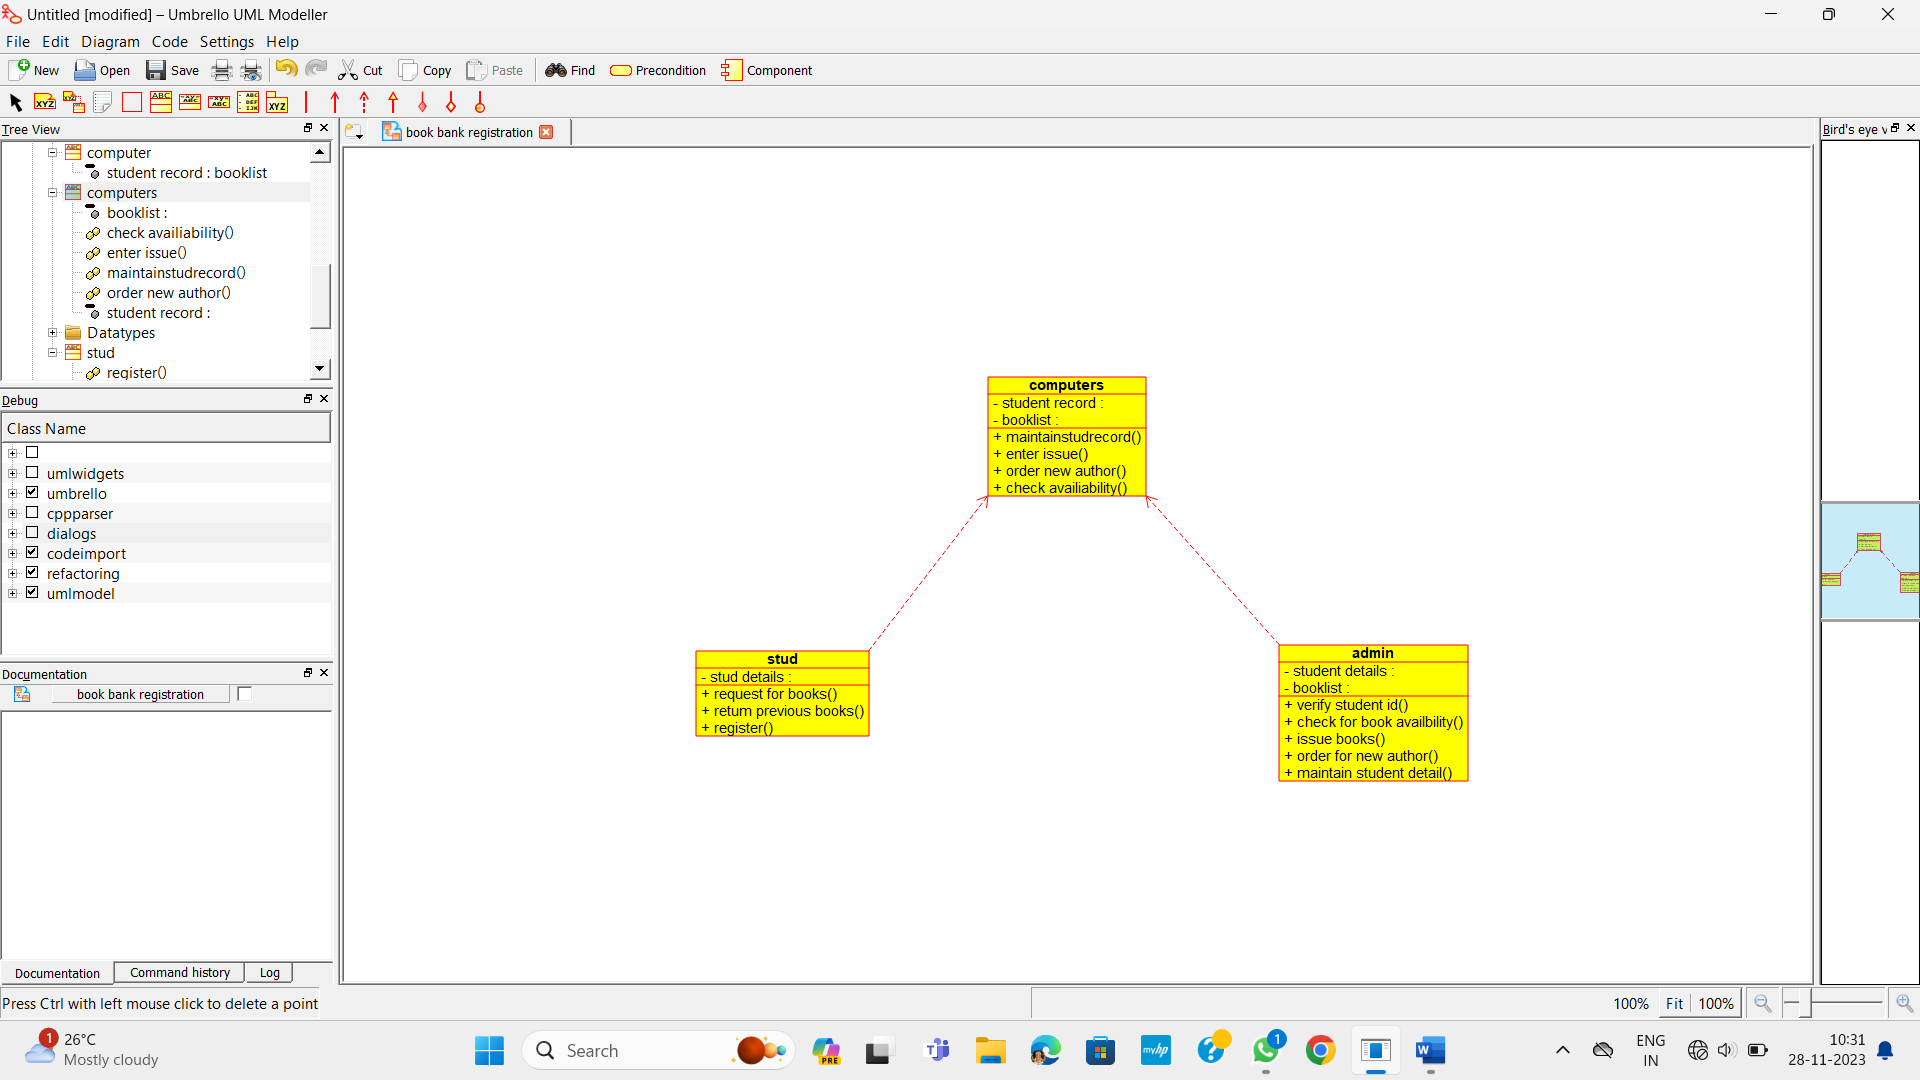 Untitled [modified] – Umbrello UML Modeller
File Edit Diagram Code Settings Help
New Open Save Cut Copy Paste Find Precondition Component
Tree View
book bank registration
Bird's eye v
computer
student record : booklist
computers
booklist :
check availiability()
enter issue()
maintainstudrecord()
order new author()
student record :
Datatypes
stud
register()
Debug
Class Name
umlwidgets
umbrello
cppparser
dialogs
codeimport
refactoring
umlmodel
Documentation
book bank registration
Documentation Command history Log
Press Ctrl with left mouse click to delete a point
computers
- student record :
- booklist :
+ maintainstudrecord()
+ enter issue()
+ order new author()
+ check availiability()
stud
- stud details :
+ request for books()
+ return previous books()
+ register()
admin
- student details :
- booklist :
+ verify student id()
+ check for book availbility()
+ issue books()
+ order for new author()
+ maintain student detail()
100% Fit 100%
1
26°C
Mostly cloudy
Search
PRE
myhp
1
ENG
IN
10:31
28-11-2023